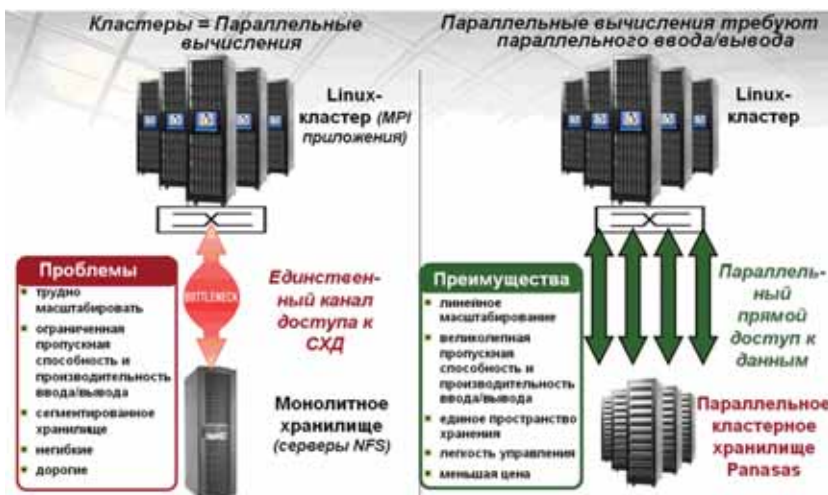 Кластеры = Параллельные
вычисления
Linux-
кластер (MPI
приложения)
Проблемы
трудно
масштабировать
ограниченная
пропускная
способность и
производительность
ввода/вывода
сегментированное
хранилище
негибкие
дорогие
BOTTLENECK
Единствен-
ный канал
доступа к
СХД
Монолитное
хранилище
(серверы NFS)
Параллельные вычисления требуют
параллельного ввода/вывода
Linux-
кластер
Преимущества
линейное
масштабирование
великолепная
пропускная
способность и
производительность
ввода/вывода
единое пространство
хранения
легкость управления
меньшая цена
Параллель-
ный
прямой
доступ к
данным
Параллельное
кластерное
хранилище
Panasas